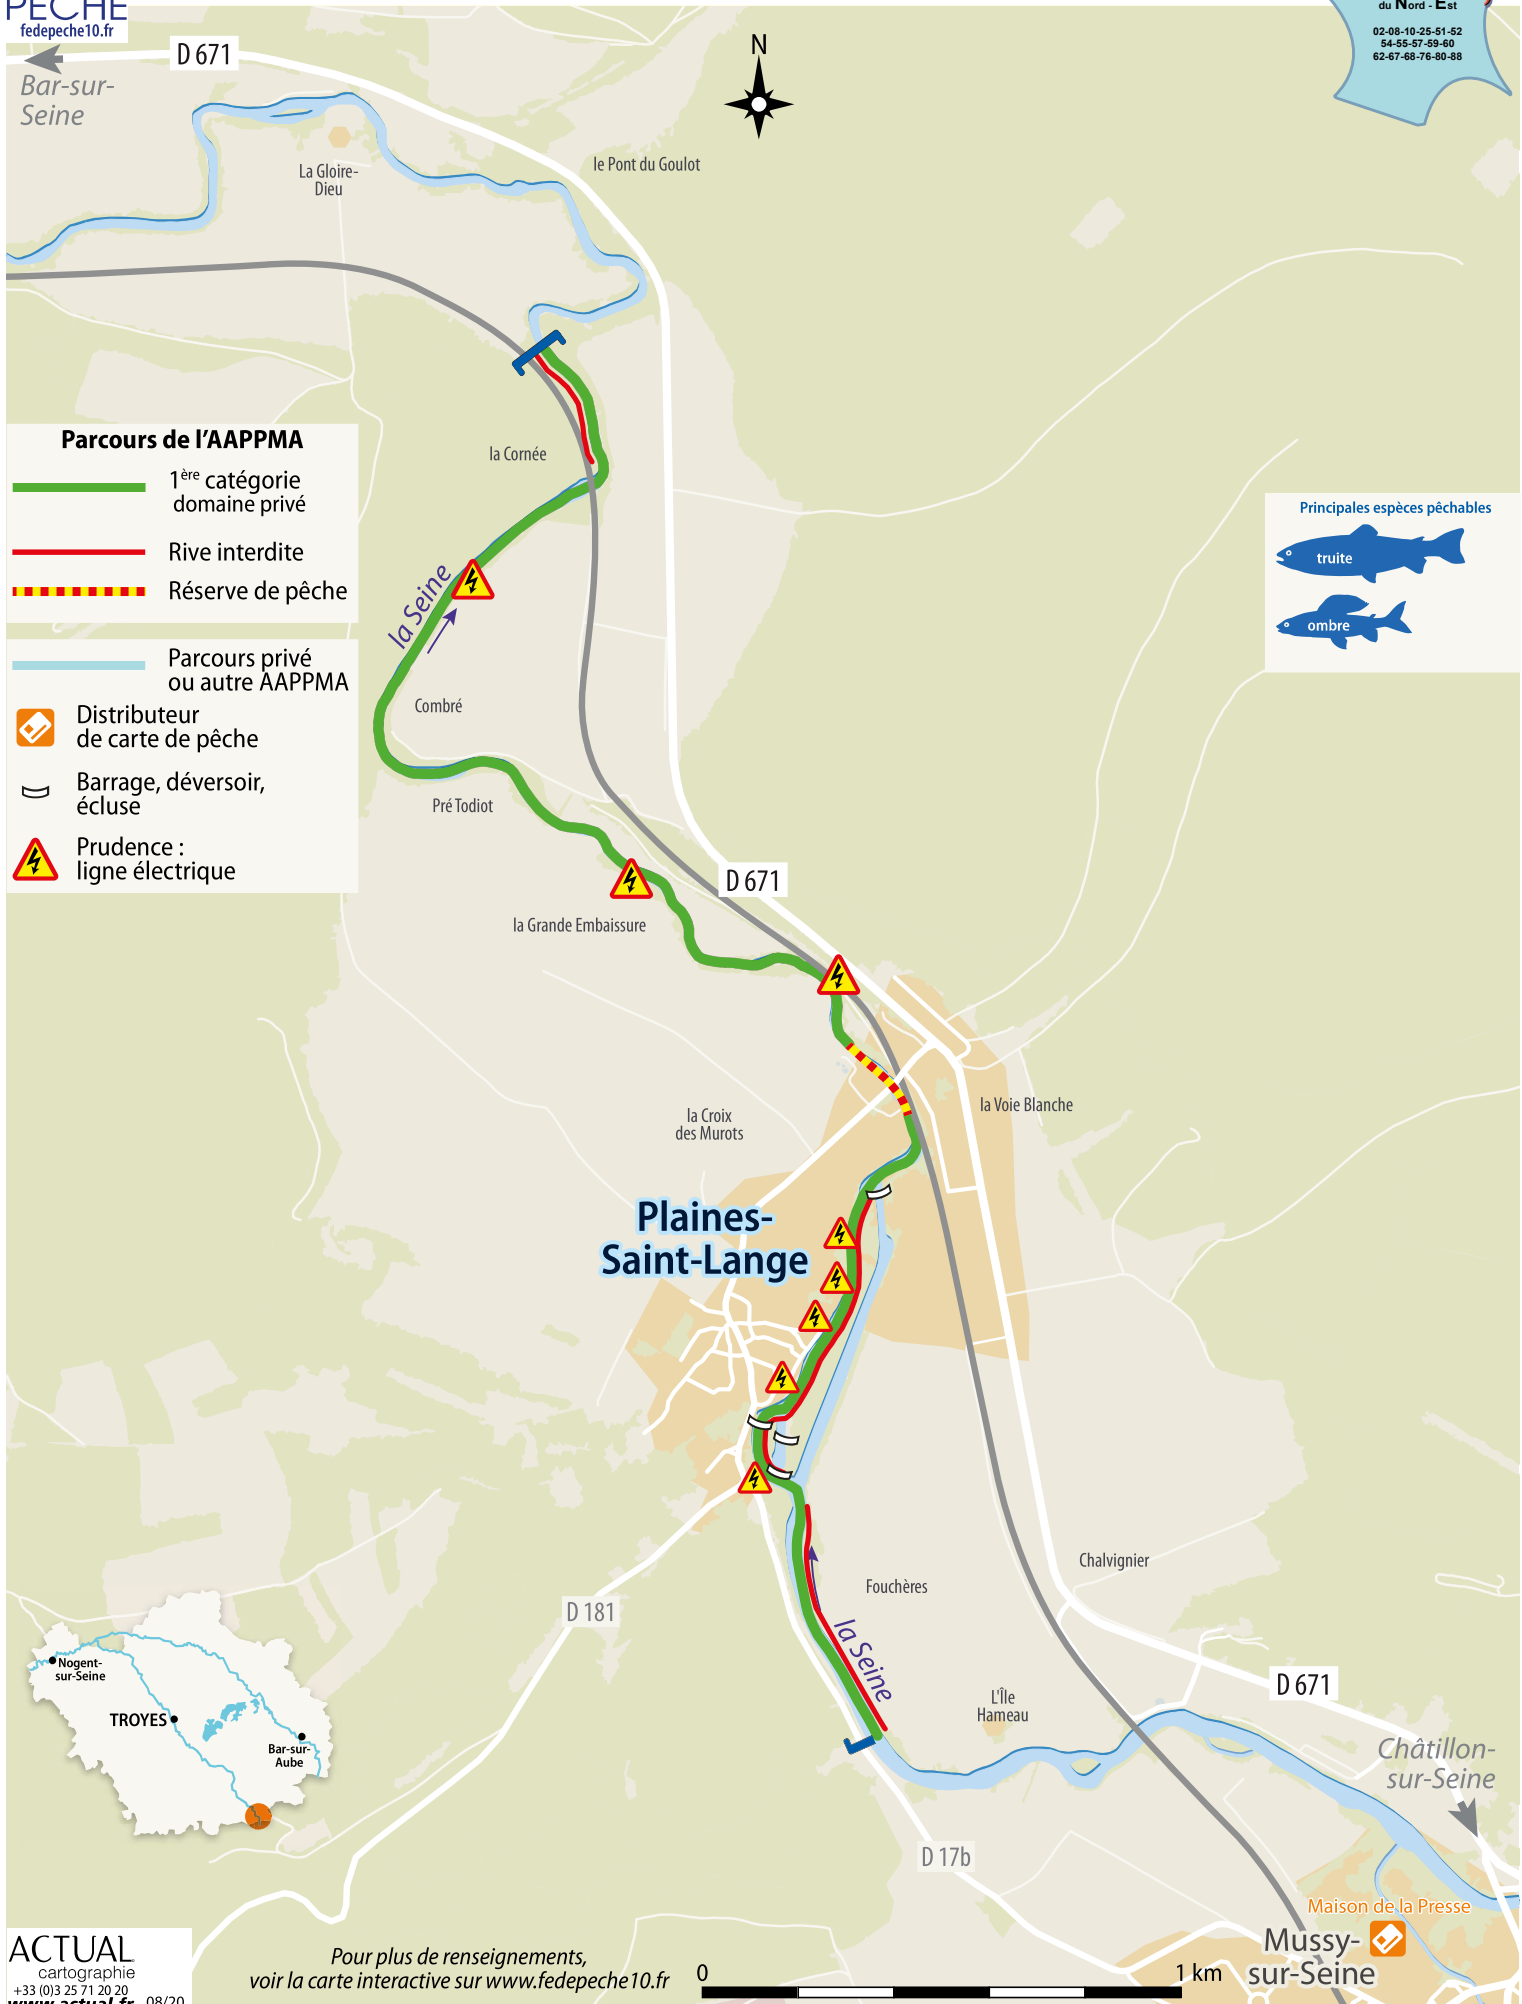 PECHE
fedepeche10.fr
du Nord - Est
02-08-10-25-51-52
54-55-57-59-60
62-67-68-76-80-88
D 671
Bar-sur-
Seine
N
le Pont du Goulot
La Gloire-
Dieu
la Cornée
Parcours de l'AAPPMA
1ère catégorie
domaine privé
Rive interdite
Réserve de pêche
Parcours privé
ou autre AAPPMA
Distributeur
de carte de pêche
Barrage, déversoir,
écluse
Prudence :
ligne électrique
Principales espèces pêchables
truite
ombre
la Seine
Combré
Pré Todiot
D 671
la Grande Embaissure
la Croix
des Murots
la Voie Blanche
Plaines-
Saint-Lange
Chalvignier
Fouchères
D 181
la Seine
L'Île
Hameau
D 671
Châtillon-
sur-Seine
Nogent-
sur-Seine
TROYES
Bar-sur-
Aube
D 17b
Maison de la Presse
Mussy-
sur-Seine
ACTUAL
cartographie
+33 (0)3 25 71 20 20
www.actual.fr 08/20
Pour plus de renseignements,
voir la carte interactive sur www.fedepeche10.fr
0 1 km